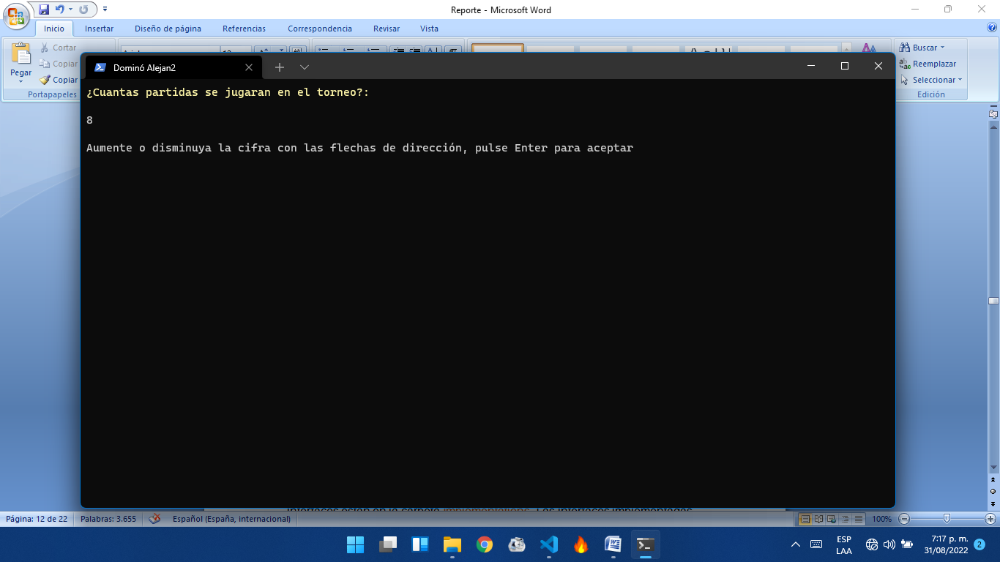 Reporte - Microsoft Word
Inicio Insertar Diseño de página Referencias Correspondencia Revisar Vista
Pegar
Cortar
Copiar
Copiar
Portapapeles
Buscar
Reemplazar
Seleccionar
Edición
Dominó Alejan2
¿Cuantas partidas se jugaran en el torneo?:
8
Aumente o disminuya la cifra con las flechas de dirección, pulse Enter para aceptar
Página: 12 de 22 Palabras: 3.655 Español (España, internacional) 100%
ESP
LAA
7:17 p. m.
31/08/2022
2